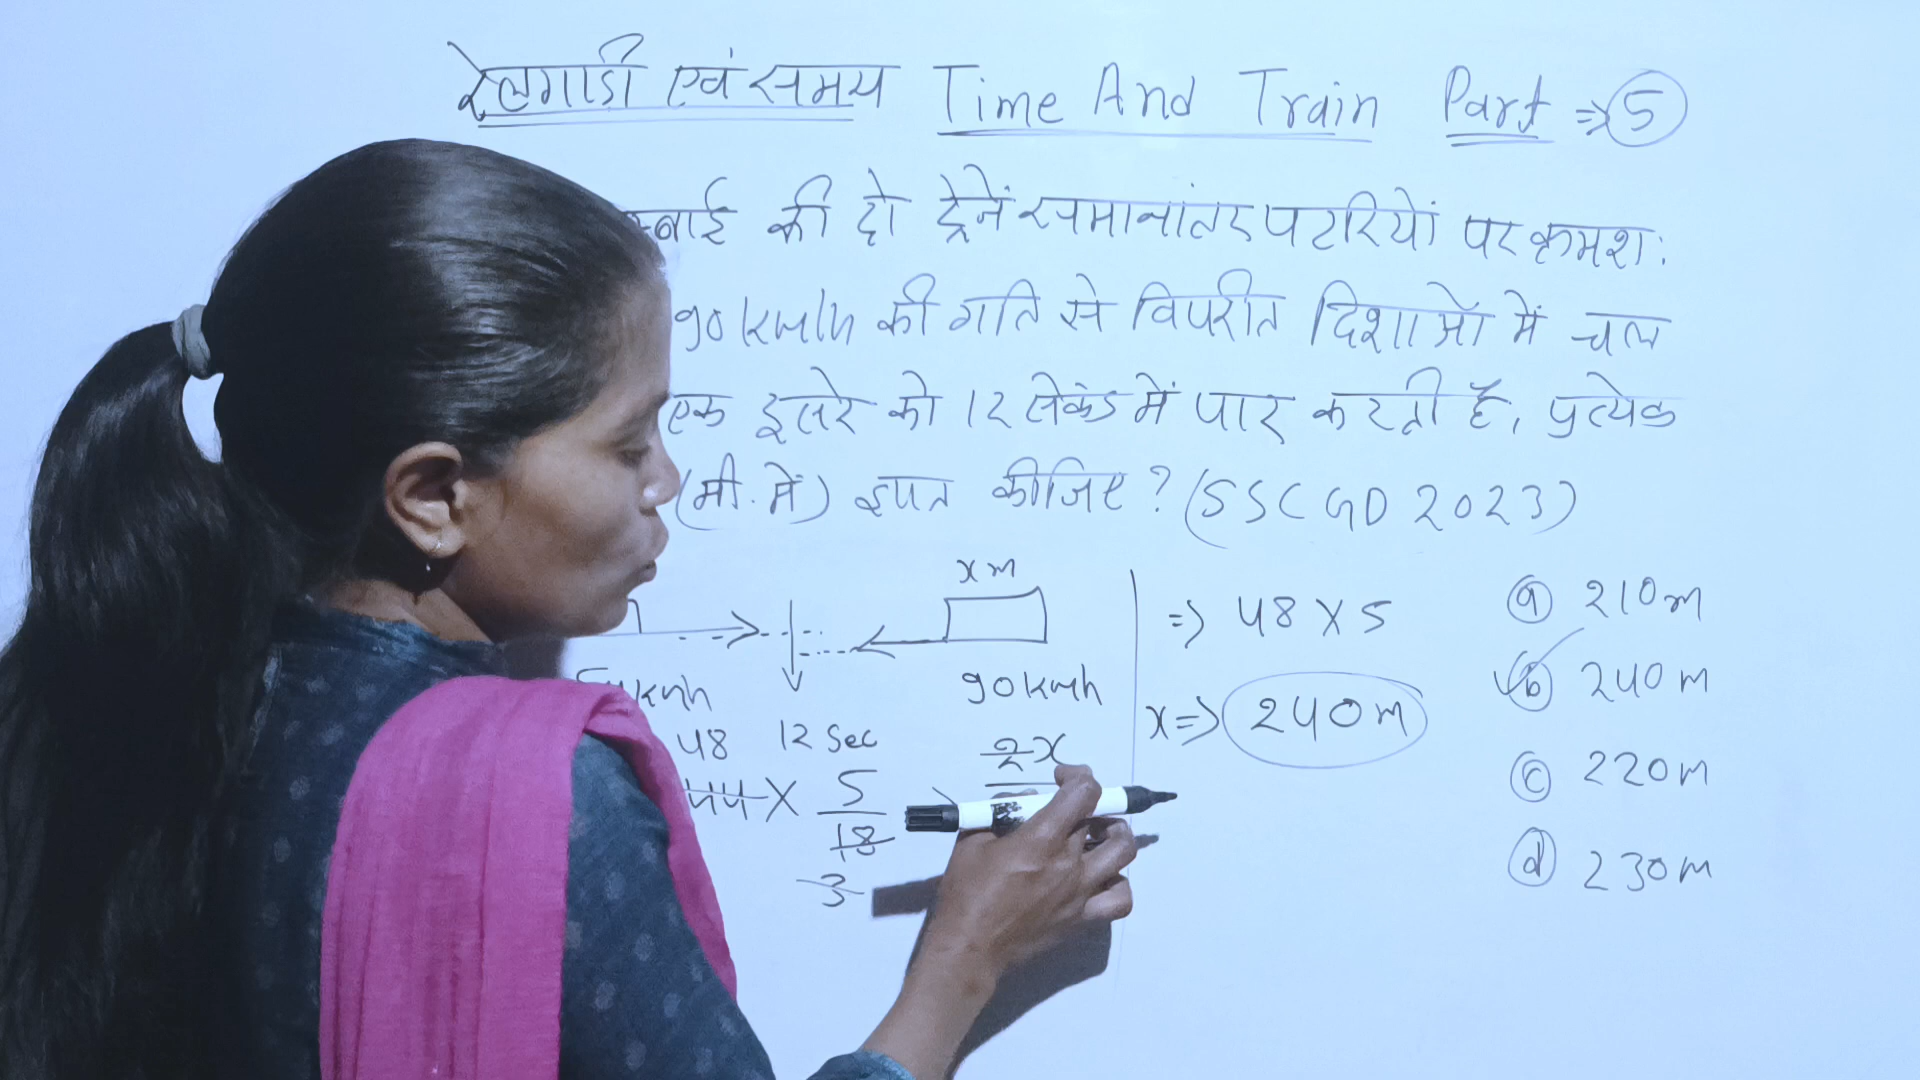 रेलगाडी एवं समय Time And Train Part ⇒ 5
की दो ट्रेनें समानांतर पटरियों पर क्रमश:
90 km/h की गति से विपरीत दिशाओं में चल
एक दूसरे को 12 सेकंड में पार करती हैं, प्रत्येक
(मी. में) ज्ञात कीजिए? (SSC GD 2023)
x m
90 km/h
48 12 Sec
144 × 5/18
3
2x
⇒ 48 × 5
x ⇒ 240 m
(a) 210 m
(b) 240 m
(c) 220 m
(d) 230 m